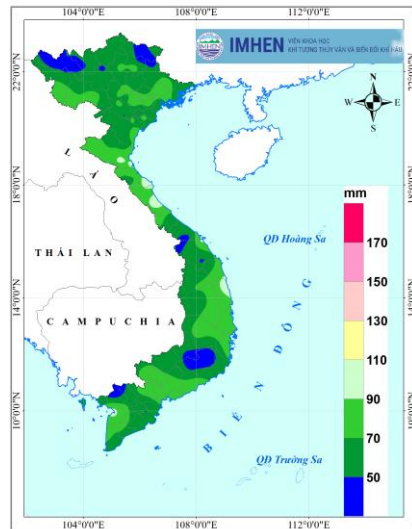 104°0'0"E 108°0'0"E 112°0'0"E
IMHEN
VIỆN KHOA HỌC
KHÍ TƯỢNG THỦY VĂN VÀ BIẾN ĐỔI KHÍ HẬU
22°0'0"N
N
W E
S
LÀO
18°0'0"N
mm
QĐ Hoàng Sa
THÁI LAN
170
150
14°0'0"N
CAMPUCHIA
130
110
BIỂN ĐÔNG
90
10°0'0"N
70
QĐ Trường Sa
50
104°0'0"E 108°0'0"E 112°0'0"E